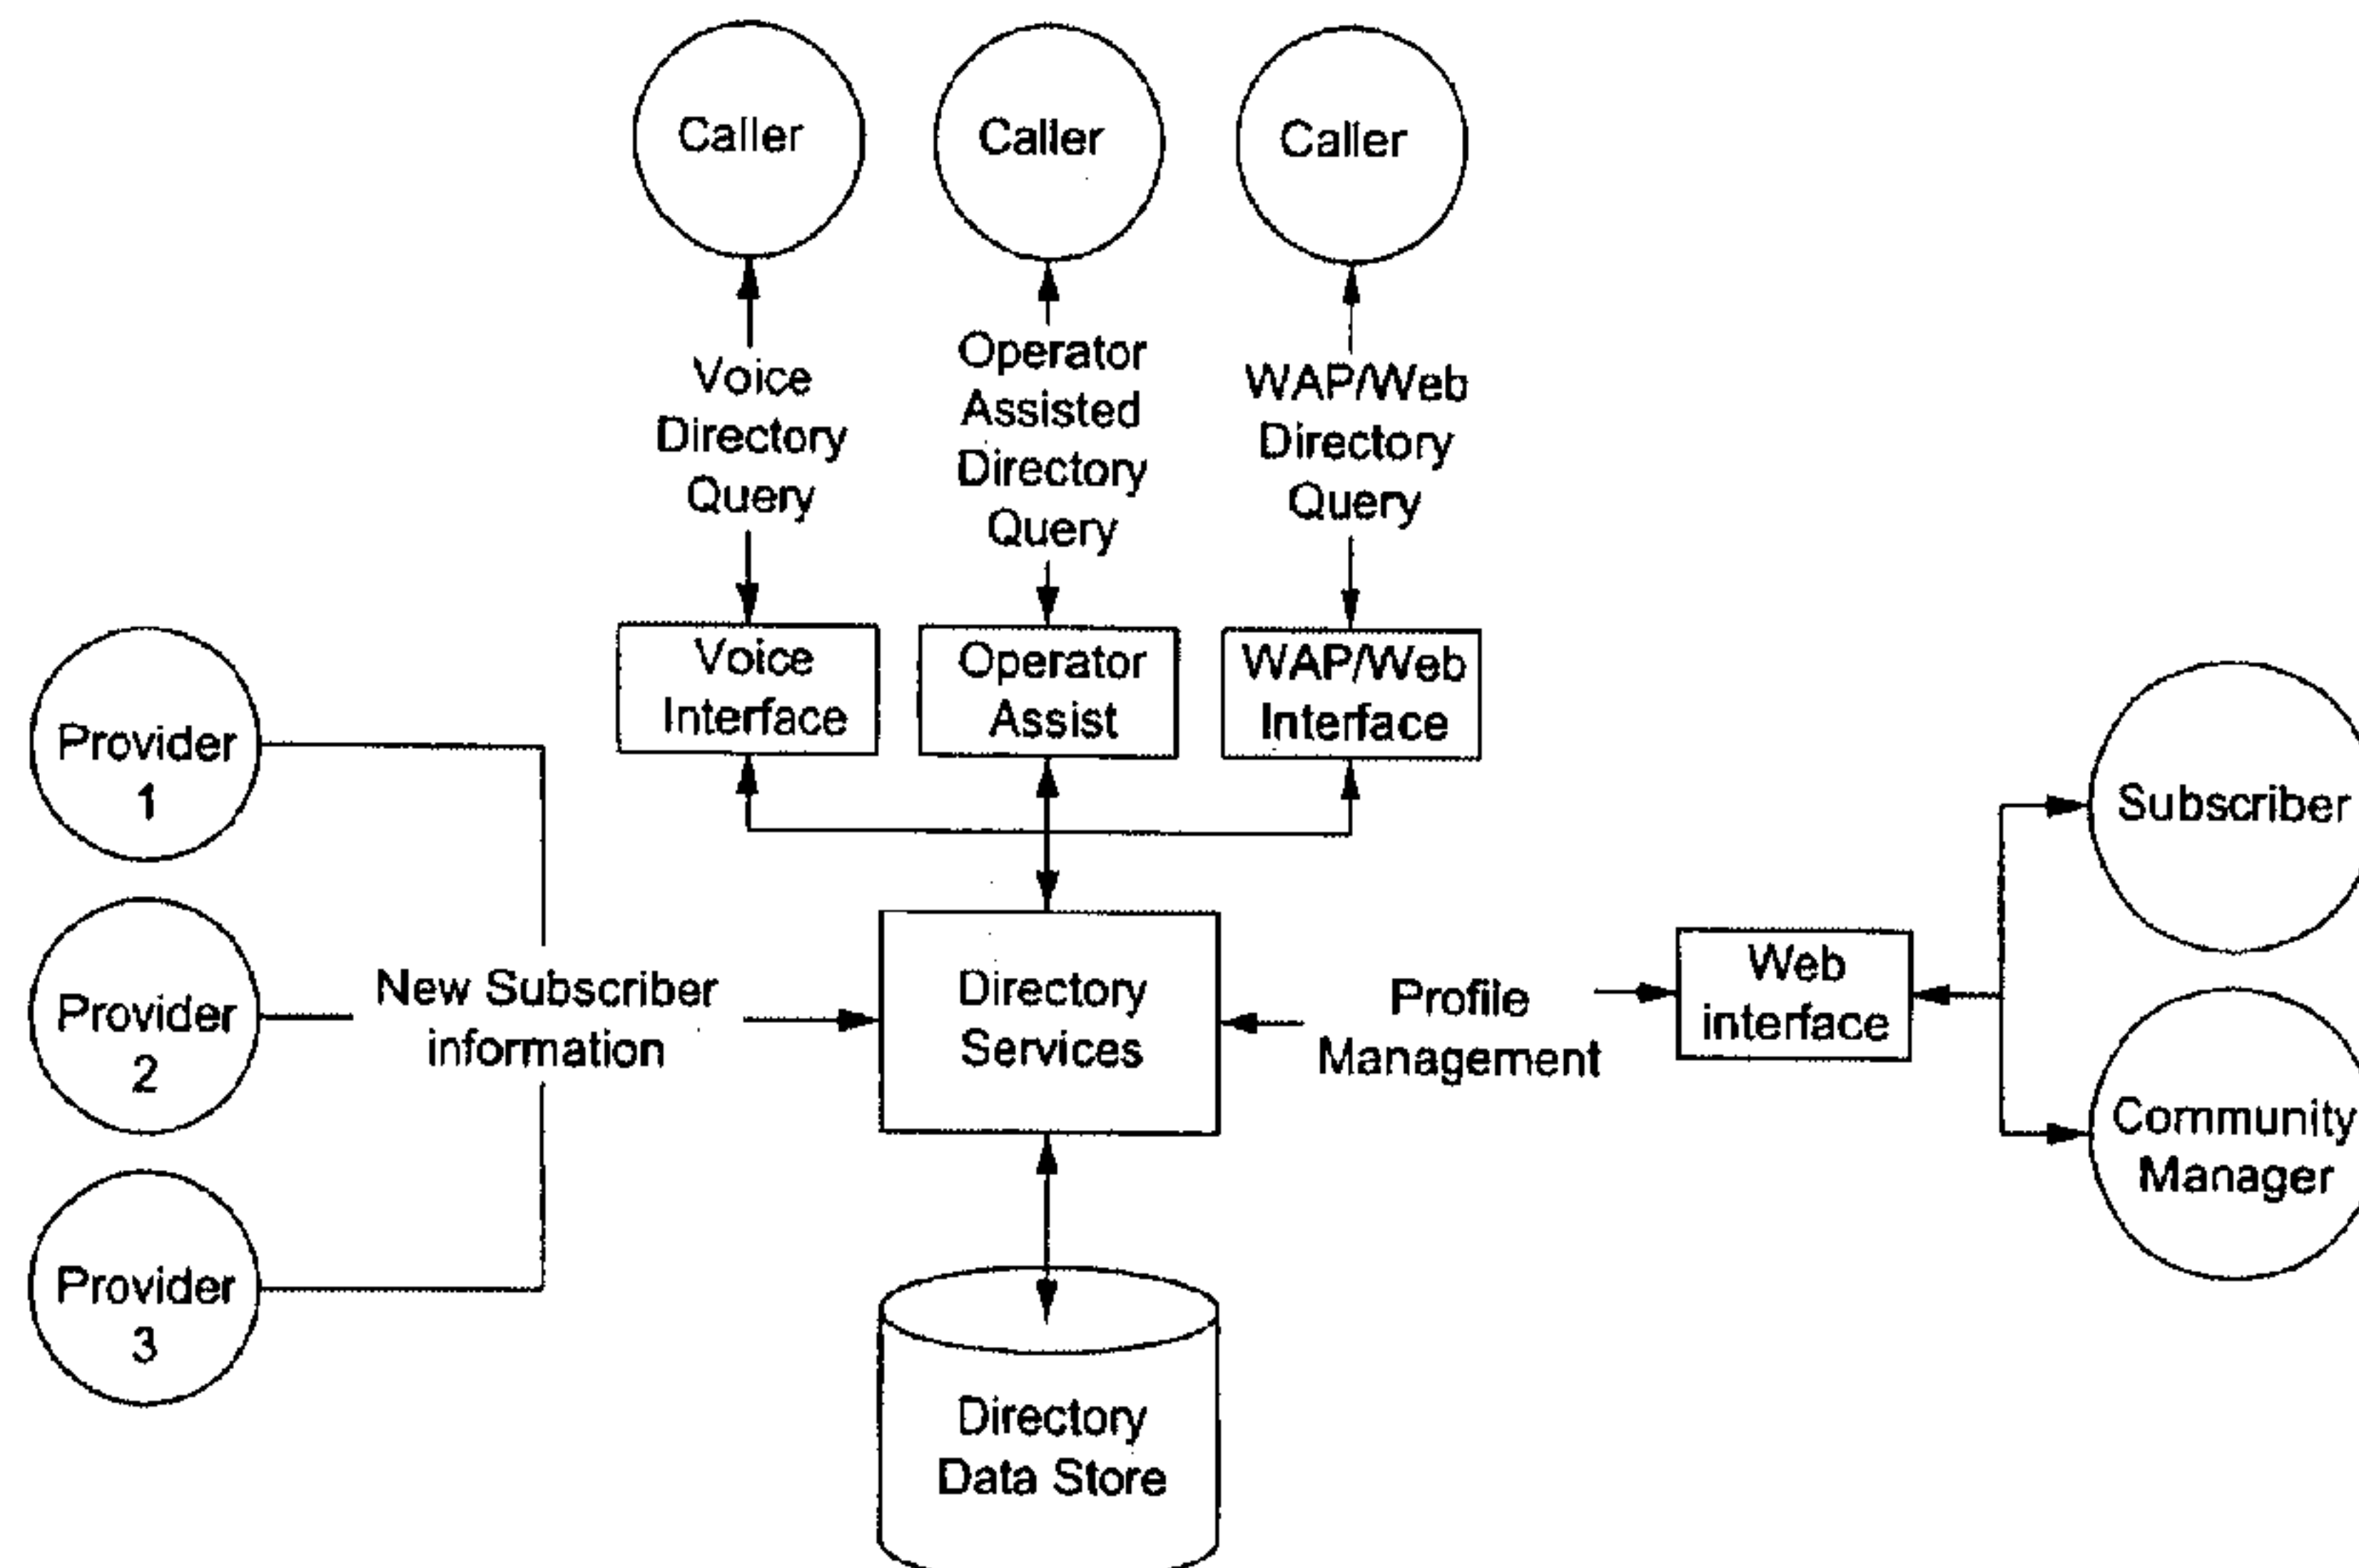 Caller
Caller
Caller
Voice
Directory
Query
Operator
Assisted
Directory
Query
WAP/Web
Directory
Query
Voice
Interface
Operator
Assist
WAP/Web
Interface
Provider
1
Provider
2
Provider
3
New Subscriber
information
Directory
Services
Profile
Management
Web
interface
Subscriber
Community
Manager
Directory
Data Store